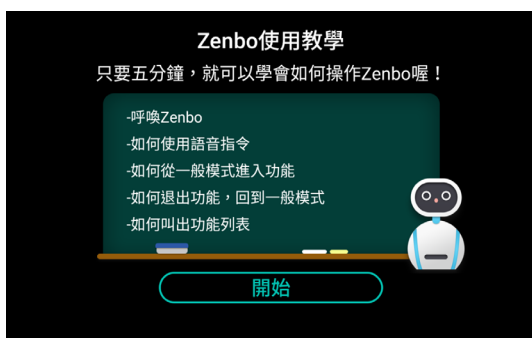 Zenbo使用教學
只要五分鐘，就可以學會如何操作Zenbo喔！
-呼喚Zenbo
-如何使用語音指令
-如何從一般模式進入功能
-如何退出功能，回到一般模式
-如何叫出功能列表
開始